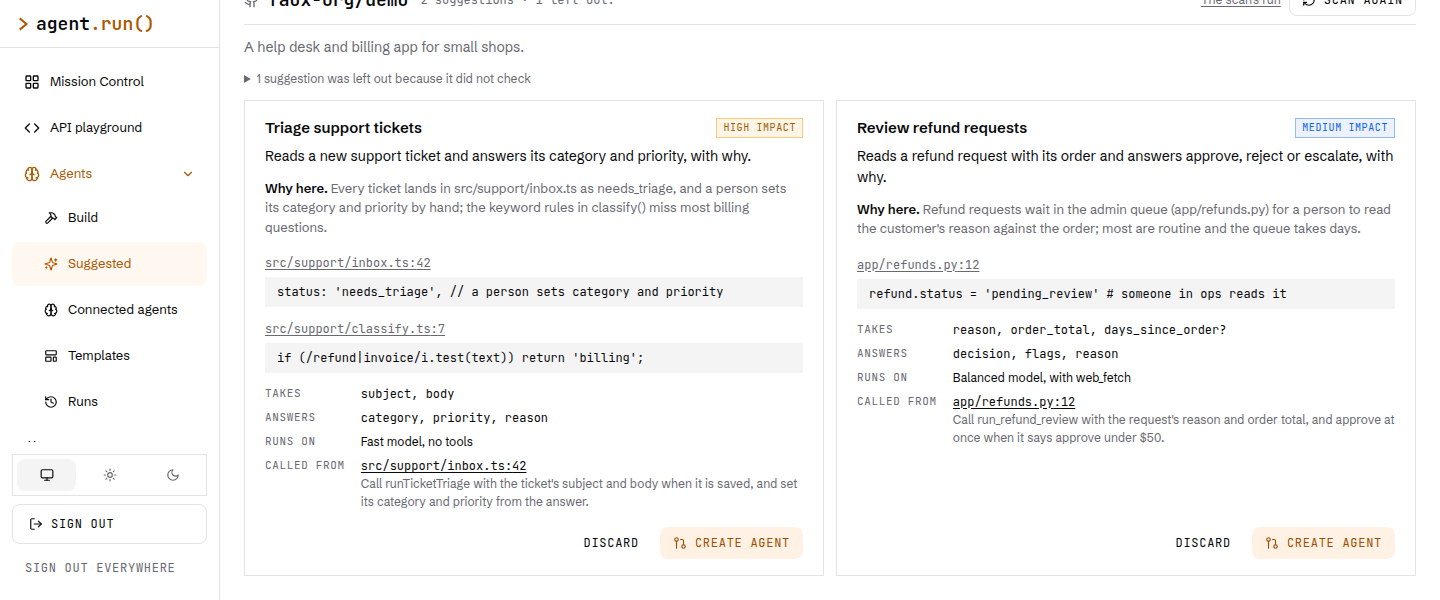 agent.run()
Mission Control
API playground
Agents
Build
Suggested
Connected agents
Templates
Runs
SIGN OUT
SIGN OUT EVERYWHERE
faux-org/demo 2 suggestions · 1 left out.
The scan's run
SCAN AGAIN
A help desk and billing app for small shops.
1 suggestion was left out because it did not check
Triage support tickets
HIGH IMPACT
Reads a new support ticket and answers its category and priority, with why.
Why here. Every ticket lands in src/support/inbox.ts as needs_triage, and a person sets
its category and priority by hand; the keyword rules in classify() miss most billing
questions.
src/support/inbox.ts:42
status: 'needs_triage', // a person sets category and priority
src/support/classify.ts:7
if (/refund|invoice/i.test(text)) return 'billing';
TAKES subject, body
ANSWERS category, priority, reason
RUNS ON Fast model, no tools
CALLED FROM src/support/inbox.ts:42
Call runTicketTriage with the ticket's subject and body when it is saved, and set
its category and priority from the answer.
DISCARD
CREATE AGENT
Review refund requests
MEDIUM IMPACT
Reads a refund request with its order and answers approve, reject or escalate, with
why.
Why here. Refund requests wait in the admin queue (app/refunds.py) for a person to read
the customer's reason against the order; most are routine and the queue takes days.
app/refunds.py:12
refund.status = 'pending_review' # someone in ops reads it
TAKES reason, order_total, days_since_order?
ANSWERS decision, flags, reason
RUNS ON Balanced model, with web_fetch
CALLED FROM app/refunds.py:12
Call run_refund_review with the request's reason and order total, and approve at
once when it says approve under $50.
DISCARD
CREATE AGENT